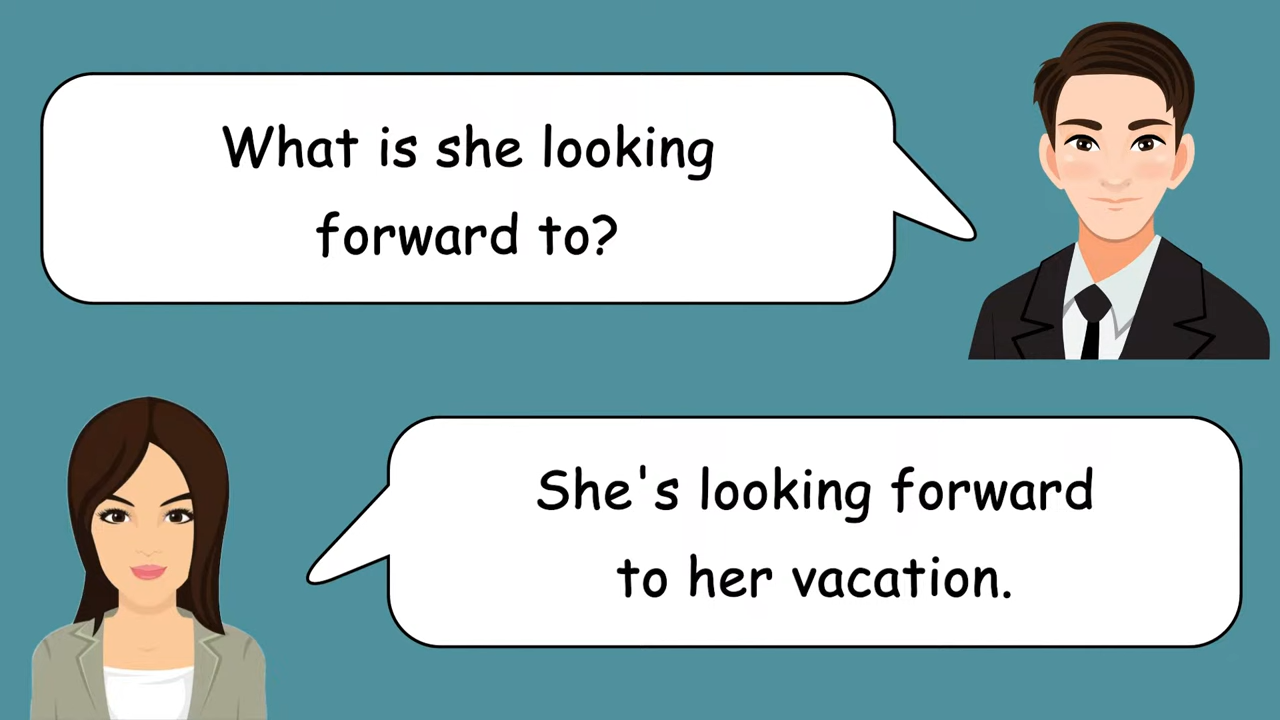 What is she looking
forward to?
She's looking forward
to her vacation.